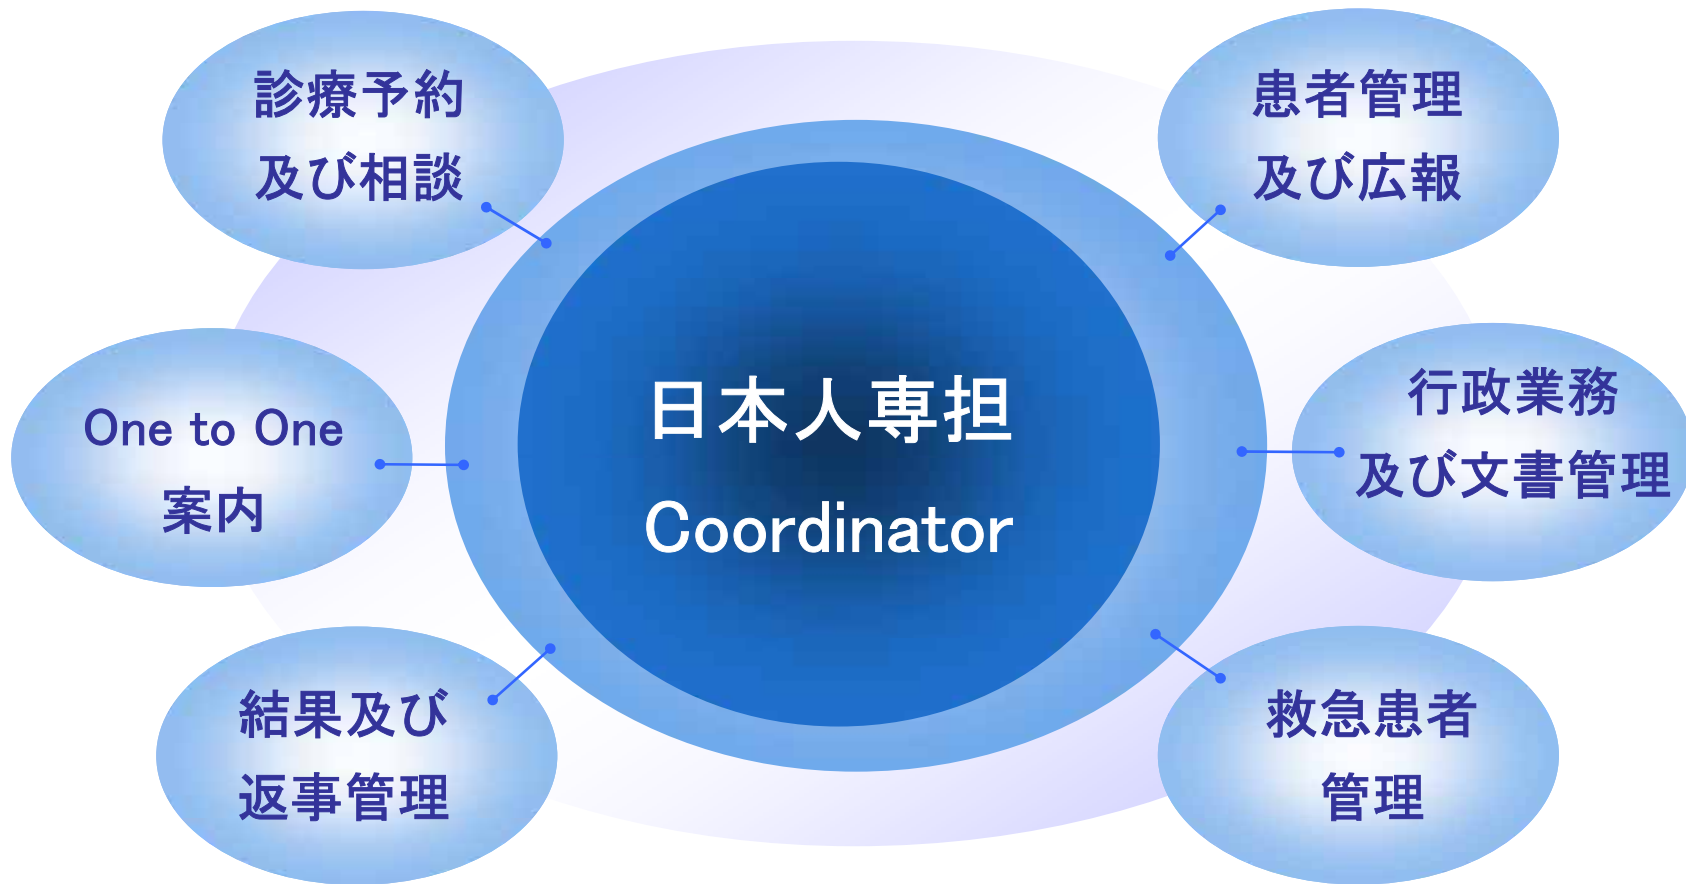 診療予約
及び相談
患者管理
及び広報
日本人専担
Coordinator
One to One
案内
行政業務
及び文書管理
結果及び
返事管理
救急患者
管理